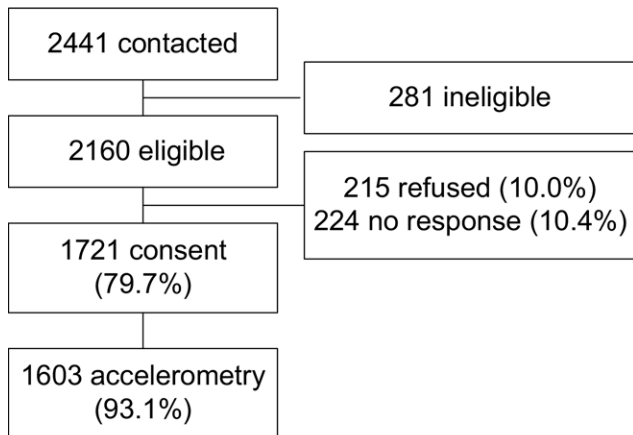 2441 contacted
281 ineligible
2160 eligible
215 refused (10.0%)
224 no response (10.4%)
1721 consent
(79.7%)
1603 accelerometry
(93.1%)